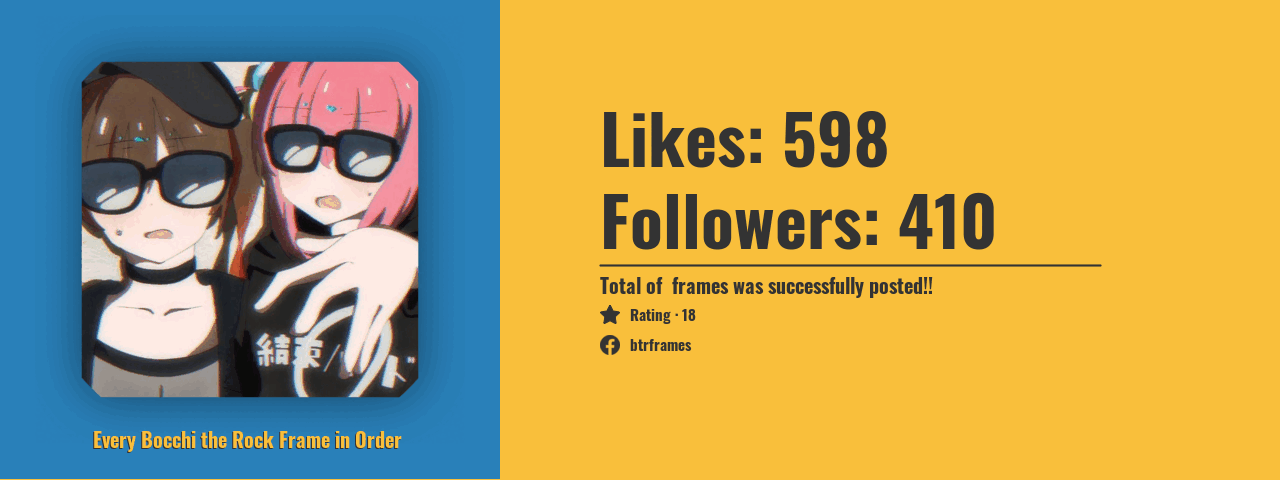 Likes: 598
Followers: 410
Total of  frames was successfully posted!!
Rating · 18
btrframes
結束バンド
Every Bocchi the Rock Frame in Order